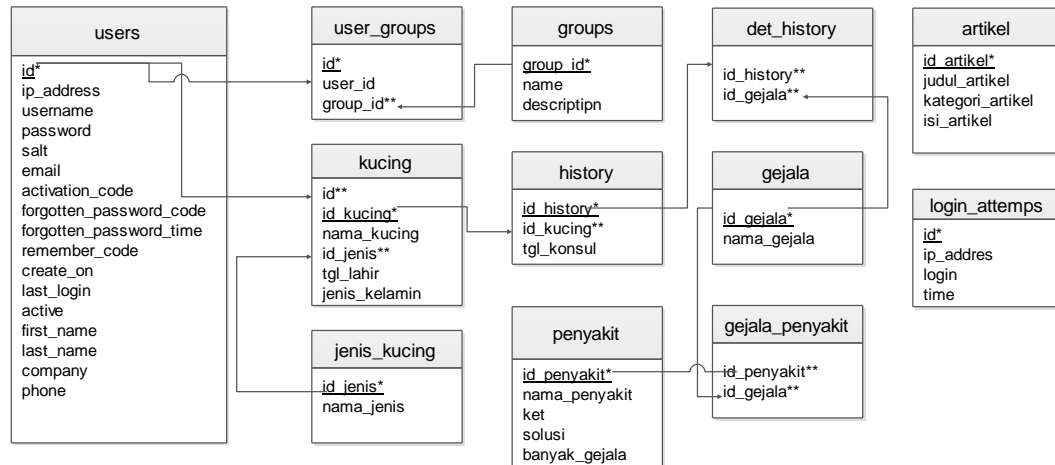 users
id*
ip_address
username
password
salt
email
activation_code
forgotten_password_code
forgotten_password_time
remember_code
create_on
last_login
active
first_name
last_name
company
phone
user_groups
id*
user_id
group_id**
groups
group_id*
name
descriptipn
det_history
id_history**
id_gejala**
artikel
id_artikel*
judul_artikel
kategori_artikel
isi_artikel
kucing
id**
id_kucing*
nama_kucing
id_jenis**
tgl_lahir
jenis_kelamin
history
id_history*
id_kucing**
tgl_konsul
gejala
id_gejala*
nama_gejala
login_attemps
id*
ip_addres
login
time
jenis_kucing
id_jenis*
nama_jenis
penyakit
id_penyakit*
nama_penyakit
ket
solusi
banyak_gejala
gejala_penyakit
id_penyakit**
id_gejala**